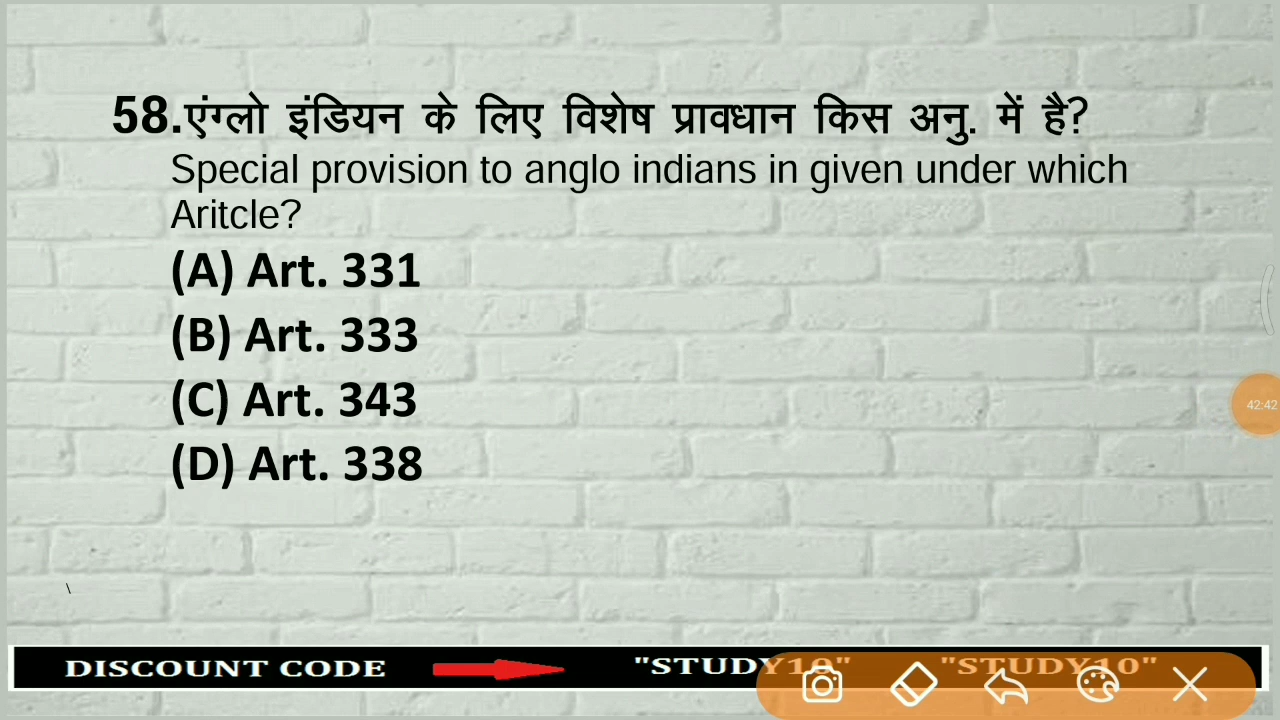 58.एंग्लो इंडियन के लिए विशेष प्रावधान किस अनु. में है?
Special provision to anglo indians in given under which
Aritcle?
(A) Art. 331
(B) Art. 333
(C) Art. 343
(D) Art. 338
42:42
DISCOUNT CODE "STUDY10" "STUDY10"